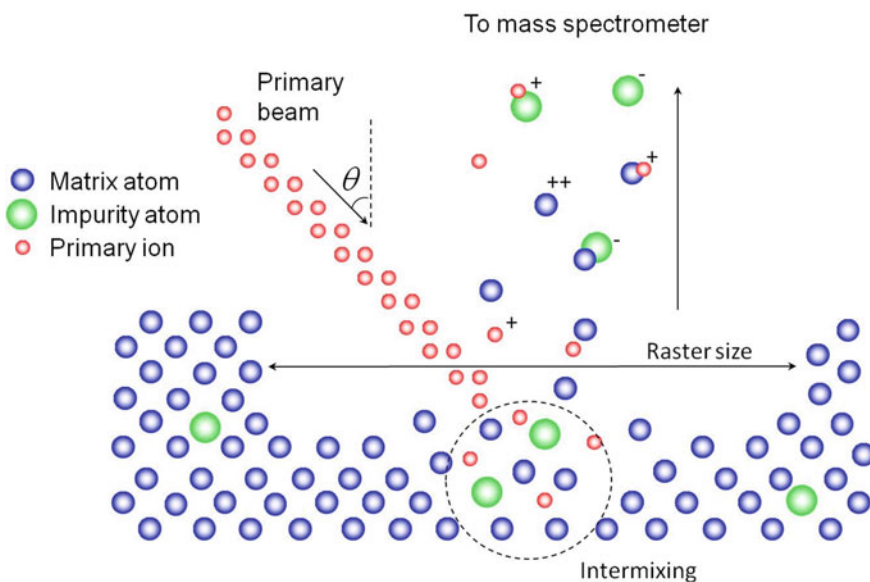 To mass spectrometer
Primary
beam
θ
Matrix atom
Impurity atom
Primary ion
+
-
+
++
-
+
Raster size
Intermixing